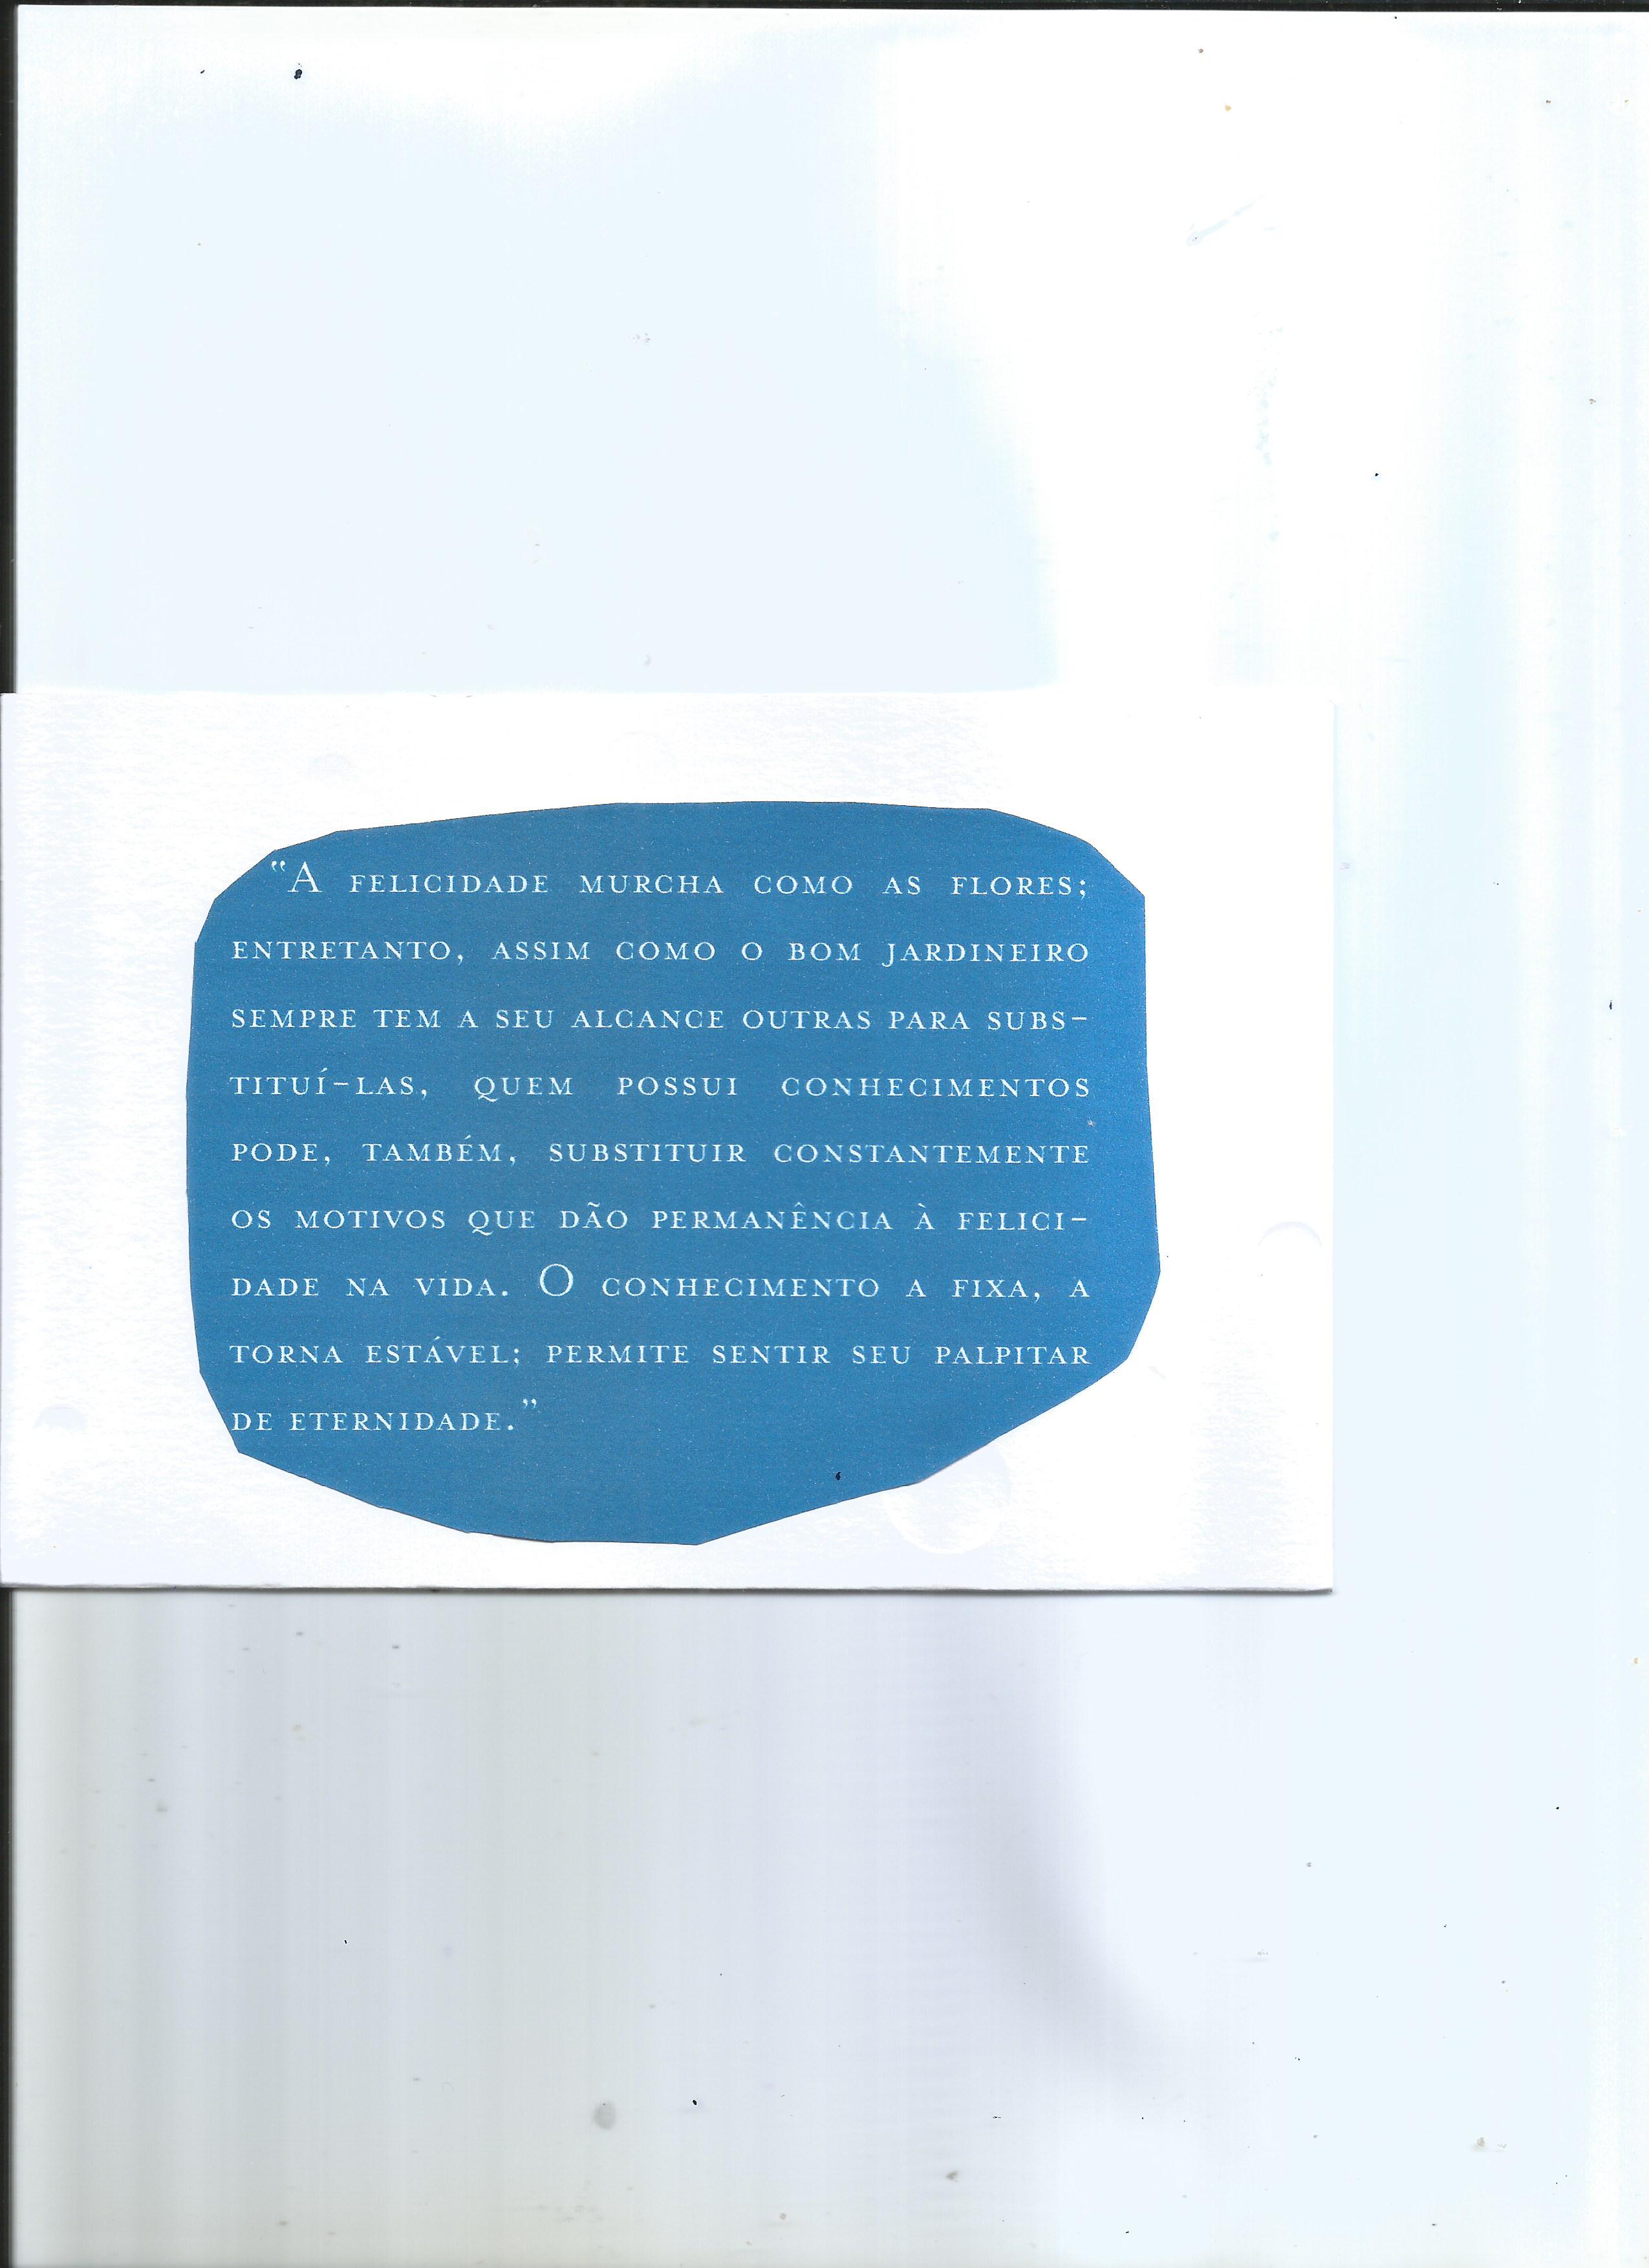 “A FELICIDADE MURCHA COMO AS FLORES;
ENTRETANTO, ASSIM COMO O BOM JARDINEIRO
SEMPRE TEM A SEU ALCANCE OUTRAS PARA SUBS-
TITUÍ-LAS, QUEM POSSUI CONHECIMENTOS
PODE, TAMBÉM, SUBSTITUIR CONSTANTEMENTE
OS MOTIVOS QUE DÃO PERMANÊNCIA À FELICI-
DADE NA VIDA. O CONHECIMENTO A FIXA, A
TORNA ESTÁVEL; PERMITE SENTIR SEU PALPITAR
DE ETERNIDADE.”